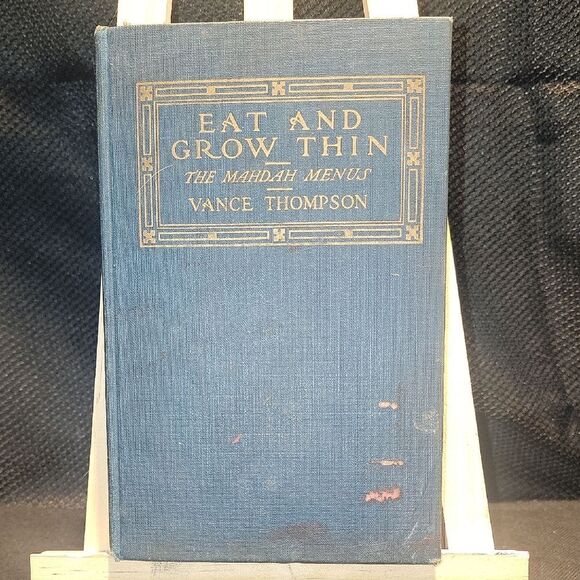 EAT AND
GROW THIN
THE MAHDAH MENUS
VANCE THOMPSON